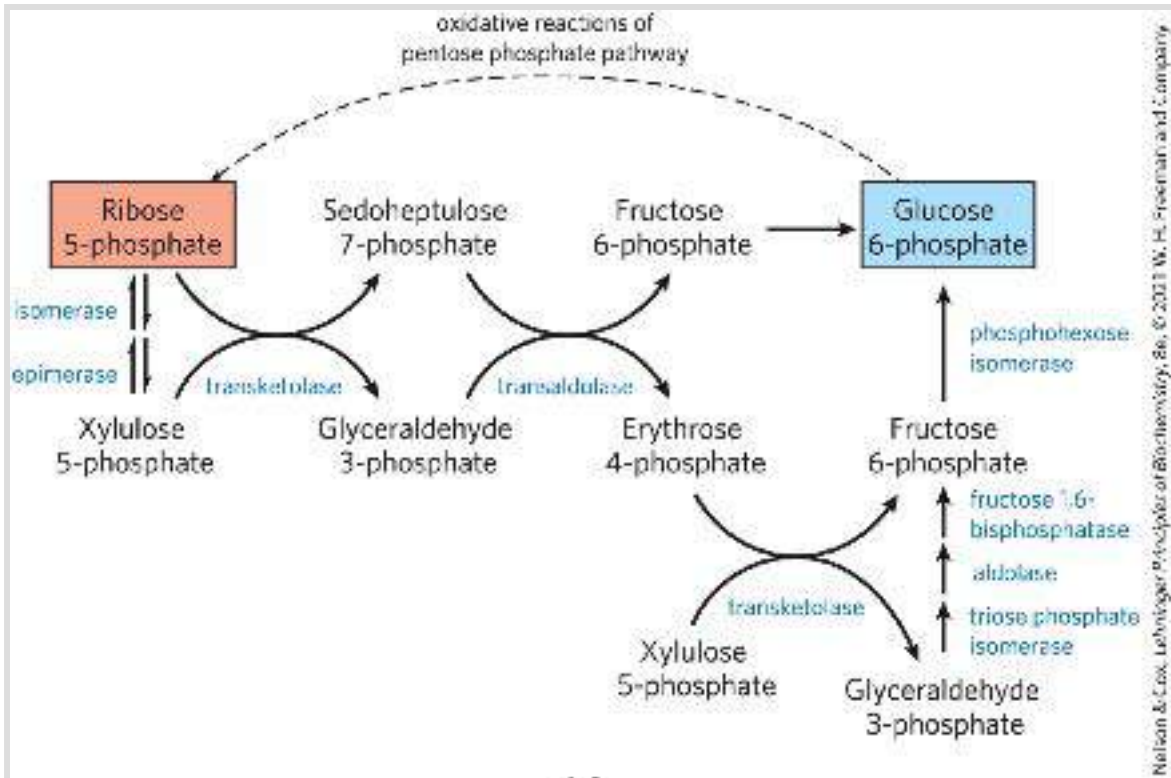 oxidative reactions of
pentose phosphate pathway
Ribose
5-phosphate
Sedoheptulose
7-phosphate
Fructose
6-phosphate
Glucose
6-phosphate
isomerase
epimerase
transketolase
transaldolase
phosphohexose
isomerase
Xylulose
5-phosphate
Glyceraldehyde
3-phosphate
Erythrose
4-phosphate
Fructose
6-phosphate
fructose 1,6-
bisphosphatase
aldolase
transketolase
triose phosphate
isomerase
Xylulose
5-phosphate
Glyceraldehyde
3-phosphate
Nelson & Cox, Lehninger Principles of Biochemistry, 8e, © 2021 W. H. Freeman and Company